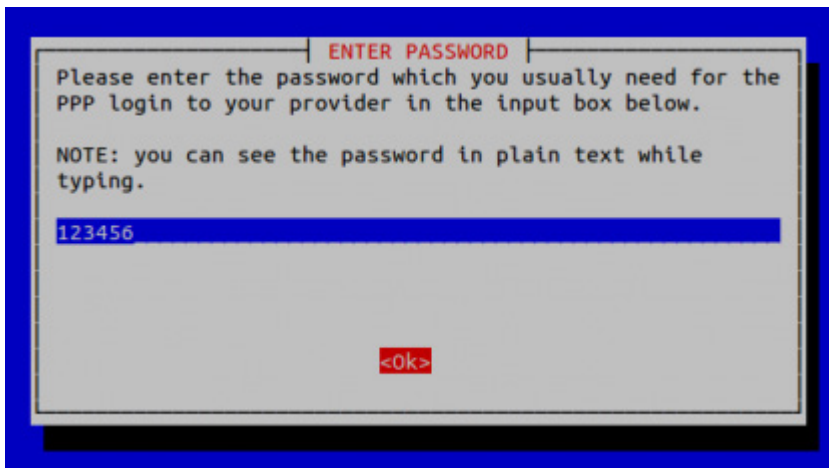 ENTER PASSWORD
Please enter the password which you usually need for the
PPP login to your provider in the input box below.
NOTE: you can see the password in plain text while
typing.
123456
<Ok>